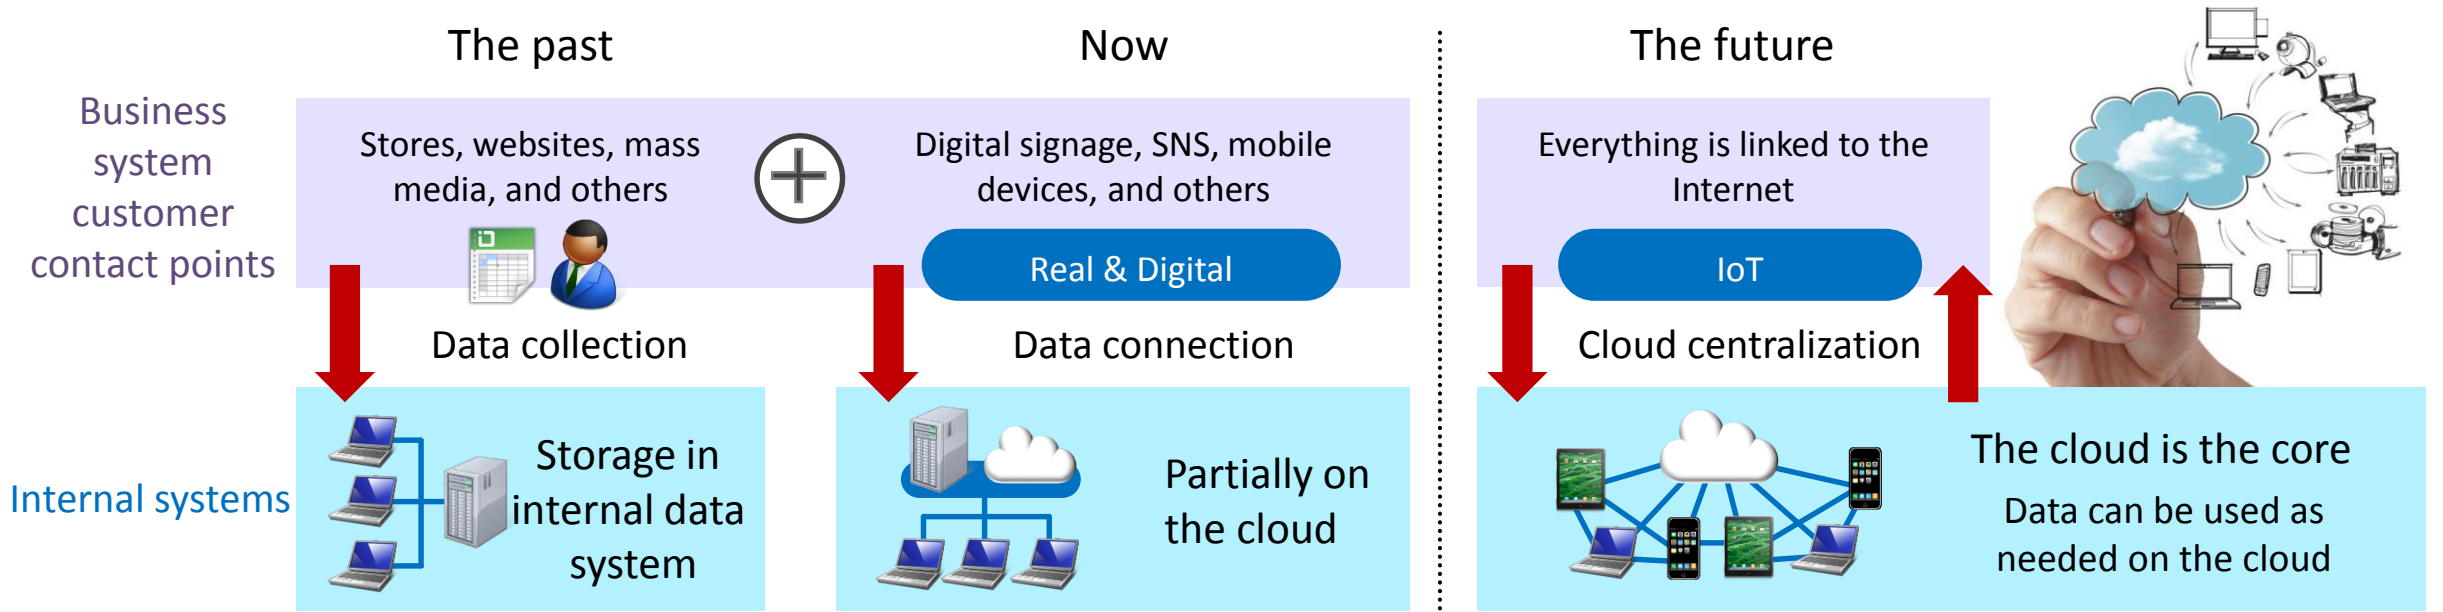 The past
Now
The future
Business
system
customer
contact points
Stores, websites, mass
media, and others
Digital signage, SNS, mobile
devices, and others
Real & Digital
Everything is linked to the
Internet
IoT
Data collection
Data connection
Cloud centralization
Internal systems
Storage in
internal data
system
Partially on
the cloud
The cloud is the core
Data can be used as
needed on the cloud